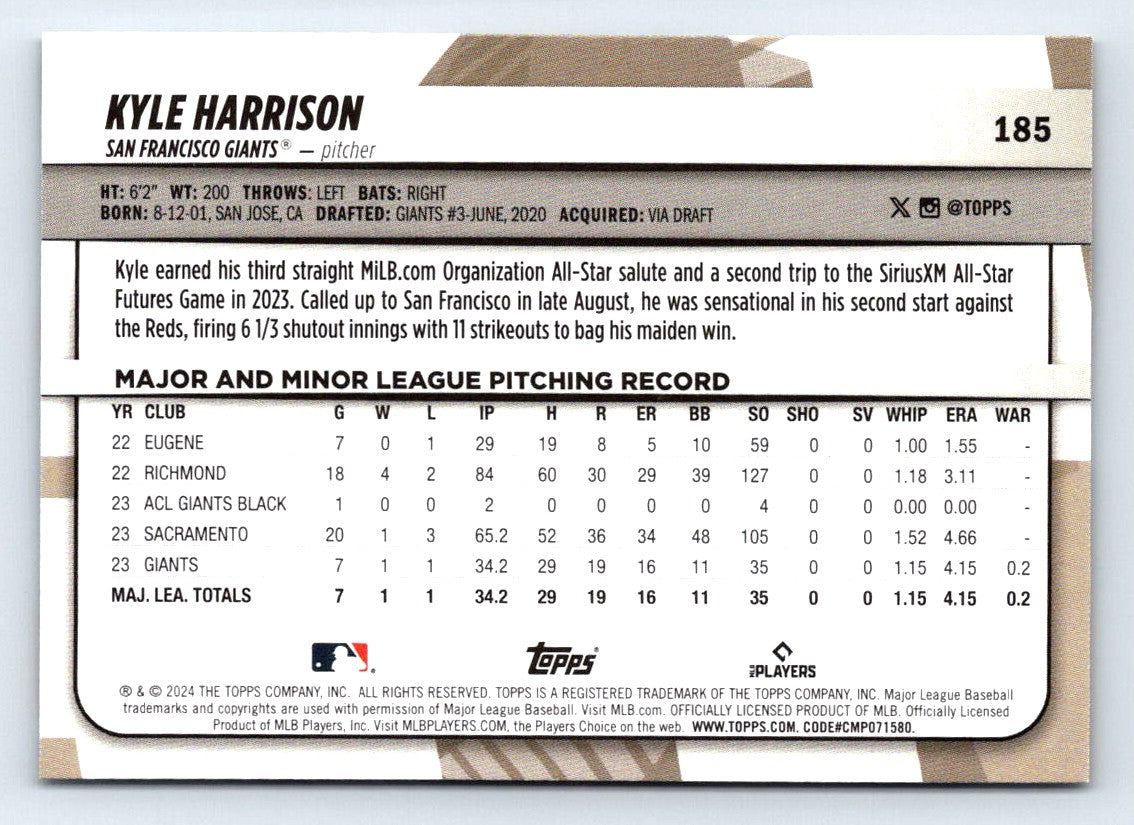 KYLE HARRISON
185
SAN FRANCISCO GIANTS® — pitcher
HT: 6'2" WT: 200 THROWS: LEFT BATS: RIGHT
BORN: 8-12-01, SAN JOSE, CA DRAFTED: GIANTS #3-JUNE, 2020 ACQUIRED: VIA DRAFT
@TOPPS
Kyle earned his third straight MiLB.com Organization All-Star salute and a second trip to the SiriusXM All-Star
Futures Game in 2023. Called up to San Francisco in late August, he was sensational in his second start against
the Reds, firing 6 1/3 shutout innings with 11 strikeouts to bag his maiden win.
MAJOR AND MINOR LEAGUE PITCHING RECORD
YR CLUB G W L IP H R ER BB SO SHO SV WHIP ERA WAR
22 EUGENE 7 0 1 29 19 8 5 10 59 0 0 1.00 1.55 -
22 RICHMOND 18 4 2 84 60 30 29 39 127 0 0 1.18 3.11 -
23 ACL GIANTS BLACK 1 0 0 2 0 0 0 0 4 0 0 0.00 0.00 -
23 SACRAMENTO 20 1 3 65.2 52 36 34 48 105 0 0 1.52 4.66 -
23 GIANTS 7 1 1 34.2 29 19 16 11 35 0 0 1.15 4.15 0.2
MAJ. LEA. TOTALS 7 1 1 34.2 29 19 16 11 35 0 0 1.15 4.15 0.2
TOPPS®
MLB PLAYERS
® & © 2024 THE TOPPS COMPANY, INC. ALL RIGHTS RESERVED. TOPPS IS A REGISTERED TRADEMARK OF THE TOPPS COMPANY, INC. Major League Baseball
trademarks and copyrights are used with permission of Major League Baseball. Visit MLB.com. OFFICIALLY LICENSED PRODUCT OF MLB. Officially Licensed
Product of MLB Players, Inc. Visit MLBPLAYERS.COM, the Players Choice on the web. WWW.TOPPS.COM. CODE#CMP071580.